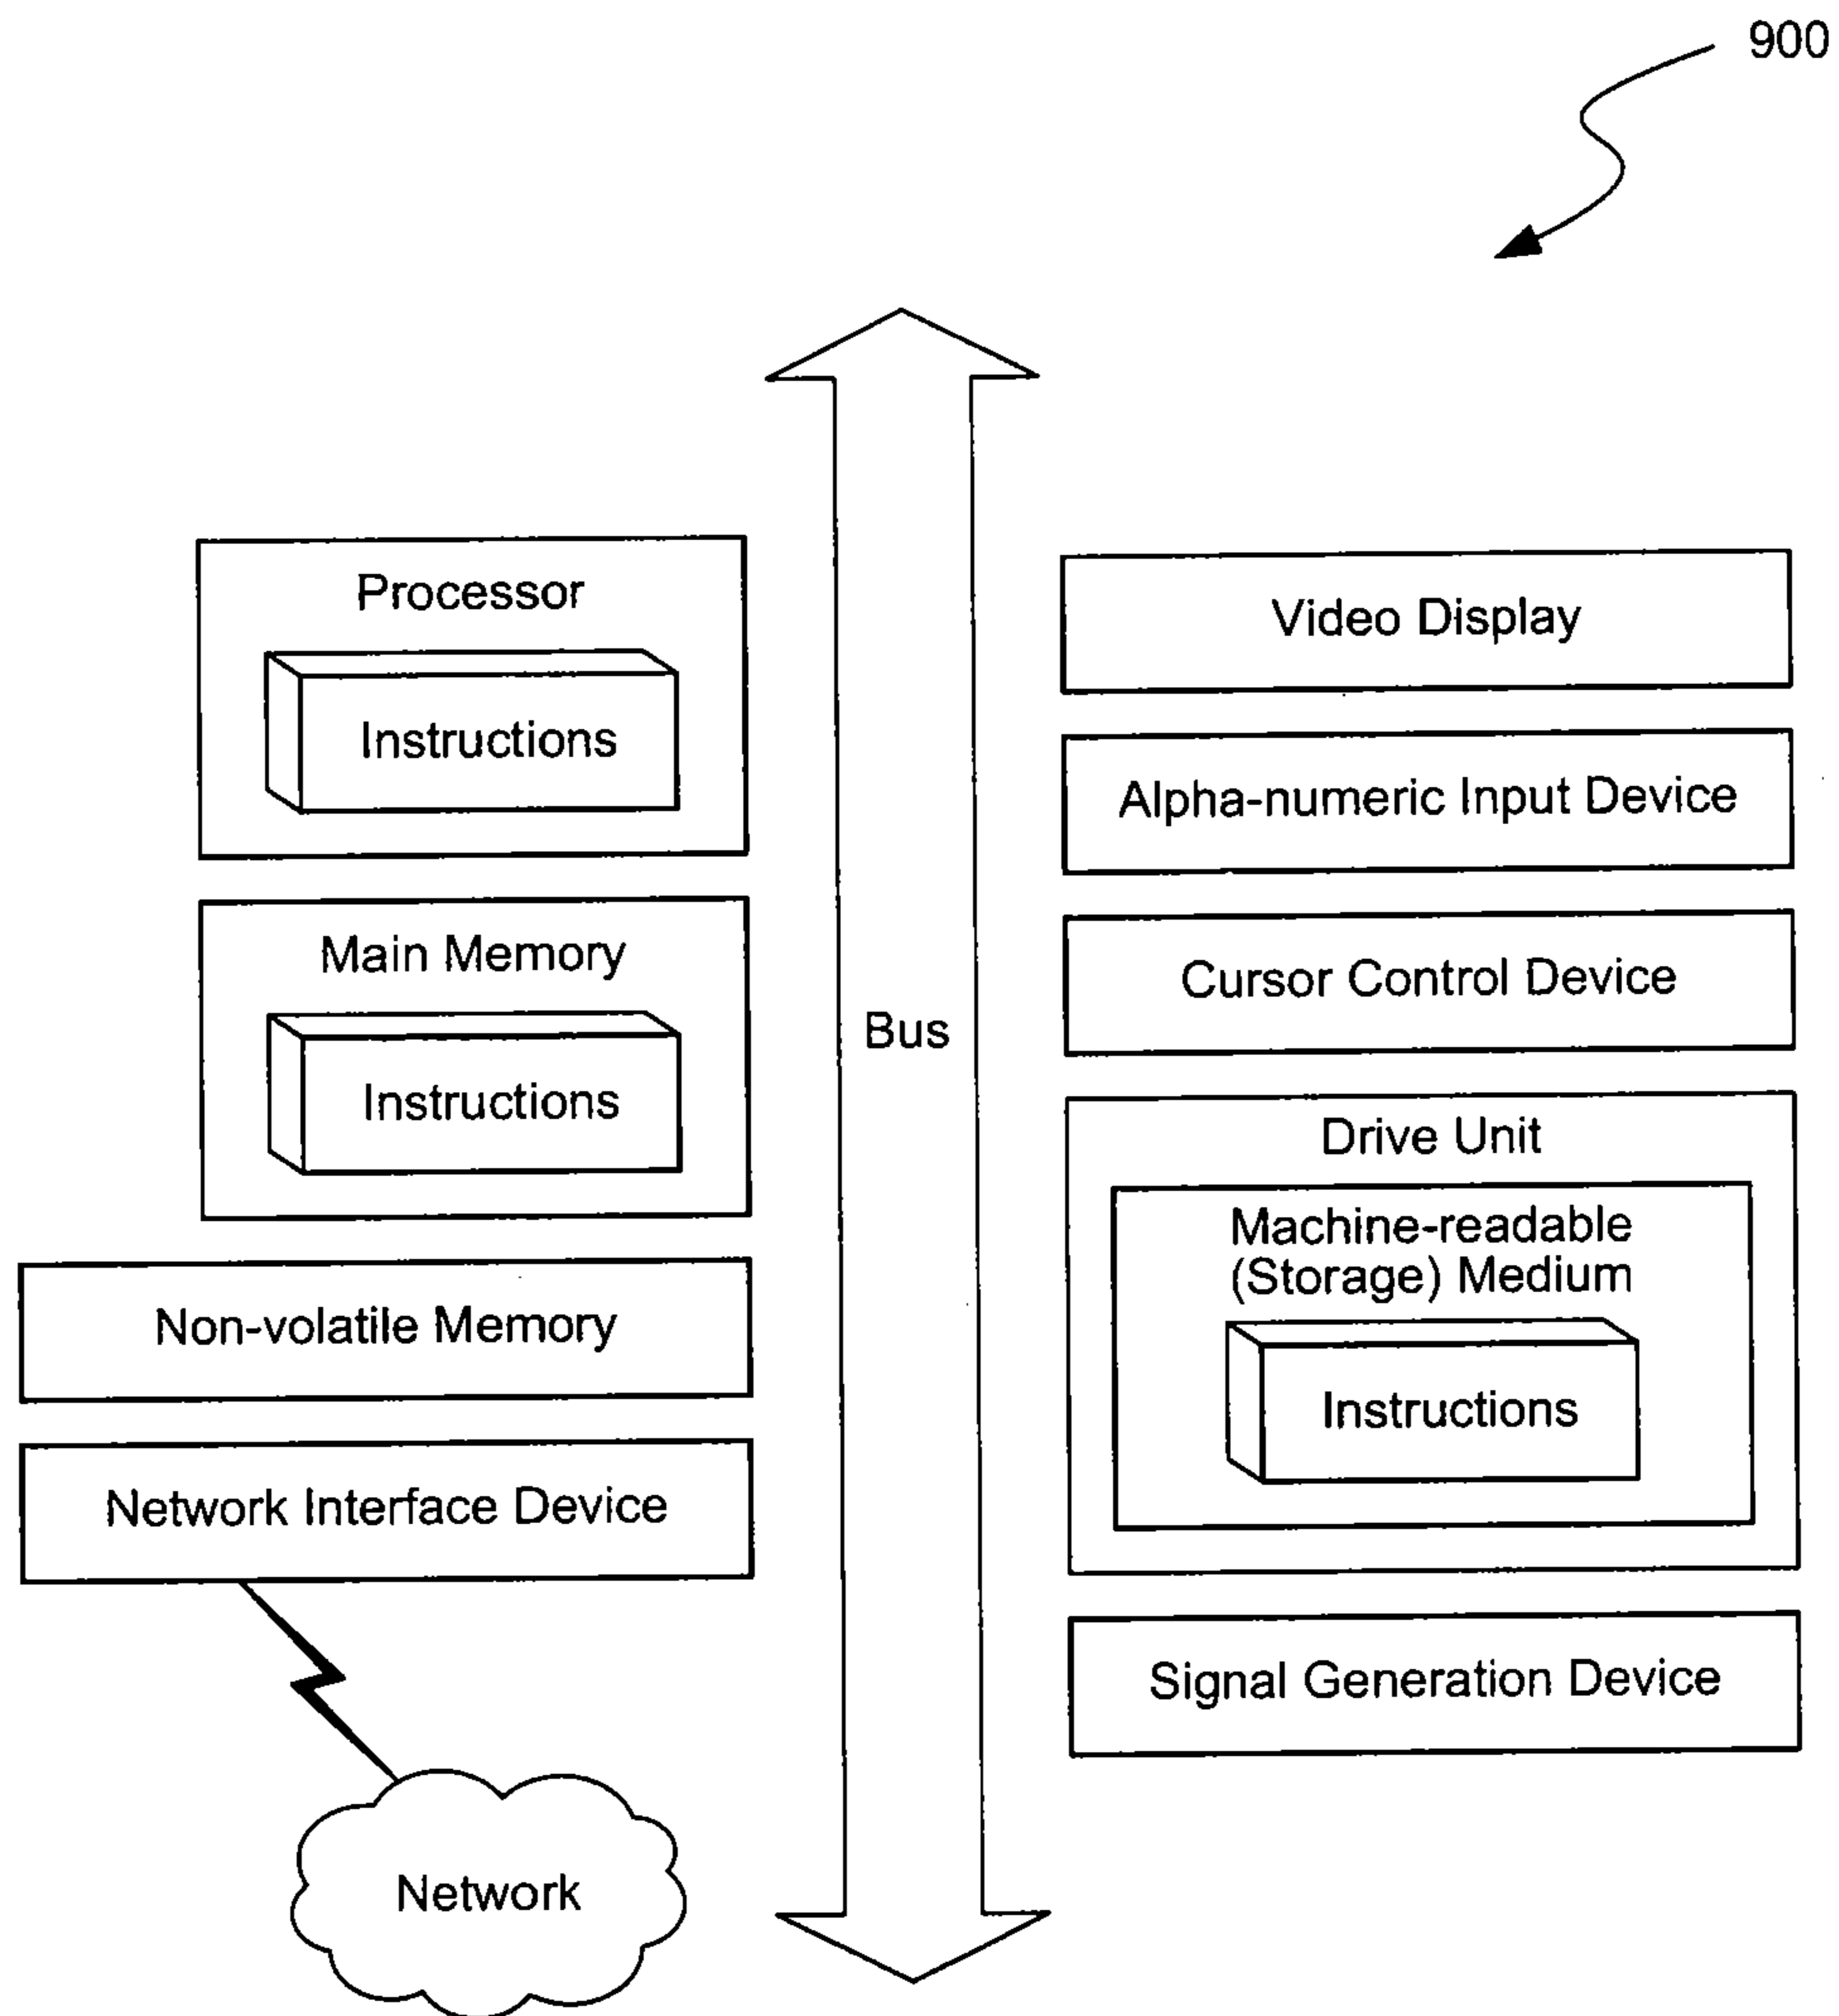 900
Processor
Instructions
Main Memory
Instructions
Non-volatile Memory
Network Interface Device
Network
Bus
Video Display
Alpha-numeric Input Device
Cursor Control Device
Drive Unit
Machine-readable
(Storage) Medium
Instructions
Signal Generation Device